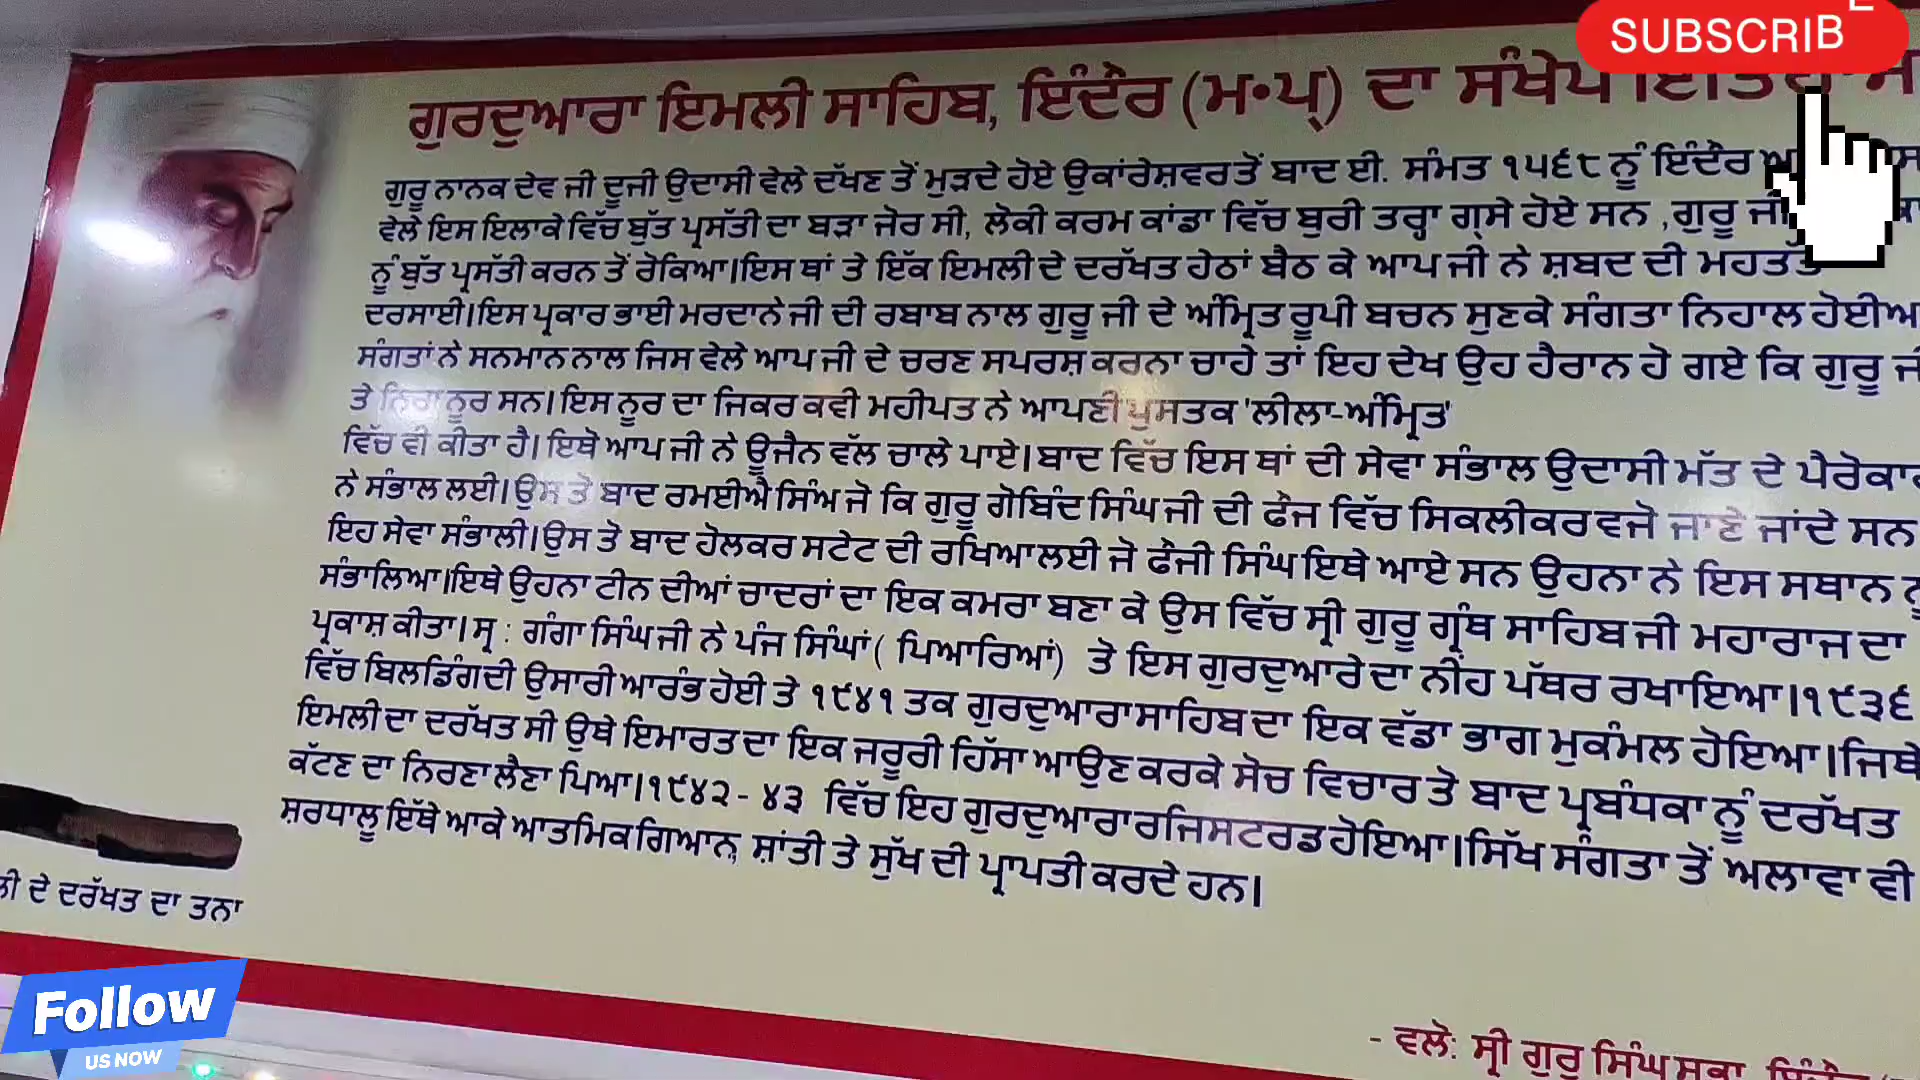 SUBSCRIBE
ਗੁਰਦੁਆਰਾ ਇਮਲੀ ਸਾਹਿਬ, ਇੰਦੌਰ (ਮ.ਪ੍) ਦਾ ਸੰਖੇਪ
ਗੁਰੂ ਨਾਨਕ ਦੇਵ ਜੀ ਦੂਜੀ ਉਦਾਸੀ ਵੇਲੇ ਦੱਖਣ ਤੋਂ ਮੁੜਦੇ ਹੋਏ ਉਕਾਂਰੇਸ਼ਵਰ ਤੋਂ ਬਾਦ ਈ. ਸੰਮਤ ੧੫੬੮ ਨੂੰ ਇੰਦੌਰ
ਵੇਲੇ ਇਸ ਇਲਾਕੇ ਵਿੱਚ ਬੁੱਤ ਪ੍ਰਸੱਤੀ ਦਾ ਬੜਾ ਜੋਰ ਸੀ, ਲੋਕੀ ਕਰਮ ਕਾਂਡਾ ਵਿੱਚ ਬੁਰੀ ਤਰ੍ਹਾ ਗ੍ਸੇ ਹੋਏ ਸਨ ,ਗੁਰੂ ਜੀ
ਨੂੰ ਬੁੱਤ ਪ੍ਰਸੱਤੀ ਕਰਨ ਤੋਂ ਰੋਕਿਆ।ਇਸ ਥਾਂ ਤੇ ਇੱਕ ਇਮਲੀ ਦੇ ਦਰੱਖਤ ਹੇਠਾਂ ਬੈਠ ਕੇ ਆਪ ਜੀ ਨੇ ਸ਼ਬਦ ਦੀ ਮਹਤੱਤ
ਦਰਸਾਈ।ਇਸ ਪ੍ਰਕਾਰ ਭਾਈ ਮਰਦਾਨੇ ਜੀ ਦੀ ਰਬਾਬ ਨਾਲ ਗੁਰੂ ਜੀ ਦੇ ਅੰਮ੍ਰਿਤ ਰੂਪੀ ਬਚਨ ਸੁਣਕੇ ਸੰਗਤਾ ਨਿਹਾਲ ਹੋਈਆ
ਸੰਗਤਾਂ ਨੇ ਸਨਮਾਨ ਨਾਲ ਜਿਸ ਵੇਲੇ ਆਪ ਜੀ ਦੇ ਚਰਣ ਸਪਰਸ਼ ਕਰਨਾ ਚਾਹੇ ਤਾਂ ਇਹ ਦੇਖ ਉਹ ਹੈਰਾਨ ਹੋ ਗਏ ਕਿ ਗੁਰੂ ਜੀ
ਤੇ ਨਿਰਾ ਨੂਰ ਸਨ। ਇਸ ਨੂਰ ਦਾ ਜਿਕਰ ਕਵੀ ਮਹੀਪਤ ਨੇ ਆਪਣੀ ਪੁਸਤਕ 'ਲੀਲਾ-ਅੰਮ੍ਰਿਤ'
ਵਿੱਚ ਵੀ ਕੀਤਾ ਹੈ। ਇਥੋ ਆਪ ਜੀ ਨੇ ਊਜੈਨ ਵੱਲ ਚਾਲੇ ਪਾਏ। ਬਾਦ ਵਿੱਚ ਇਸ ਥਾਂ ਦੀ ਸੇਵਾ ਸੰਭਾਲ ਉਦਾਸੀ ਮੱਤ ਦੇ ਪੈਰੋਕਾਰ
ਨੇ ਸੰਭਾਲ ਲਈ। ਉਸ ਤੋ ਬਾਦ ਰਮਈਐ ਸਿੰਘ ਜੋ ਕਿ ਗੁਰੂ ਗੋਬਿੰਦ ਸਿੰਘ ਜੀ ਦੀ ਫੌਜ ਵਿੱਚ ਸਿਕਲੀਕਰ ਵਜੋ ਜਾਣੇ ਜਾਂਦੇ ਸਨ
ਇਹ ਸੇਵਾ ਸੰਭਾਲੀ।ਉਸ ਤੋ ਬਾਦ ਹੋਲਕਰ ਸਟੇਟ ਦੀ ਰਖਿਆ ਲਈ ਜੋ ਫੌਜੀ ਸਿੰਘ ਇਥੇ ਆਏ ਸਨ ਉਹਨਾ ਨੇ ਇਸ ਸਥਾਨ ਨੂੰ
ਸੰਭਾਲਿਆ।ਇਥੇ ਉਹਨਾ ਟੀਨ ਦੀਆਂ ਚਾਦਰਾਂ ਦਾ ਇਕ ਕਮਰਾ ਬਣਾ ਕੇ ਉਸ ਵਿੱਚ ਸ੍ਰੀ ਗੁਰੂ ਗ੍ਰੰਥ ਸਾਹਿਬ ਜੀ ਮਹਾਰਾਜ ਦਾ
ਪ੍ਰਕਾਸ਼ ਕੀਤਾ। ਸ੍ਰ : ਗੰਗਾ ਸਿੰਘ ਜੀ ਨੇ ਪੰਜ ਸਿੰਘਾਂ ( ਪਿਆਰਿਆਂ) ਤੋ ਇਸ ਗੁਰਦੁਆਰੇ ਦਾ ਨੀਂਹ ਪੱਥਰ ਰਖਾਇਆ।੧੯੩੬
ਵਿੱਚ ਬਿਲਡਿੰਗ ਦੀ ਉਸਾਰੀ ਆਰੰਭ ਹੋਈ ਤੇ ੧੯੪੧ ਤਕ ਗੁਰਦੁਆਰਾ ਸਾਹਿਬ ਦਾ ਇਕ ਵੱਡਾ ਭਾਗ ਮੁਕੰਮਲ ਹੋਇਆ।ਜਿਥੇ
ਇਮਲੀ ਦਾ ਦਰੱਖਤ ਸੀ ਉਥੇ ਇਮਾਰਤ ਦਾ ਇਕ ਜਰੂਰੀ ਹਿੱਸਾ ਆਉਣ ਕਰਕੇ ਸੋਚ ਵਿਚਾਰ ਤੋ ਬਾਦ ਪ੍ਰਬੰਧਕਾ ਨੂੰ ਦਰੱਖਤ
ਕੱਟਣ ਦਾ ਨਿਰਣਾ ਲੈਣਾ ਪਿਆ।੧੯੪੨- ੪੩ ਵਿੱਚ ਇਹ ਗੁਰਦੁਆਰਾ ਰਜਿਸਟਰਡ ਹੋਇਆ।ਸਿੱਖ ਸੰਗਤਾ ਤੋਂ ਅਲਾਵਾ ਵੀ
ਸ਼ਰਧਾਲੂ ਇੱਥੇ ਆਕੇ ਆਤਮਿਕ ਗਿਆਨ, ਸ਼ਾਂਤੀ ਤੇ ਸੁੱਖ ਦੀ ਪ੍ਰਾਪਤੀ ਕਰਦੇ ਹਨ।
ਦੇ ਦਰੱਖਤ ਦਾ ਤਨਾ
- ਵਲੋ: ਸ੍ਰੀ ਗੁਰੂ ਸਿੰਘ ਸਭਾ,
Follow
US NOW